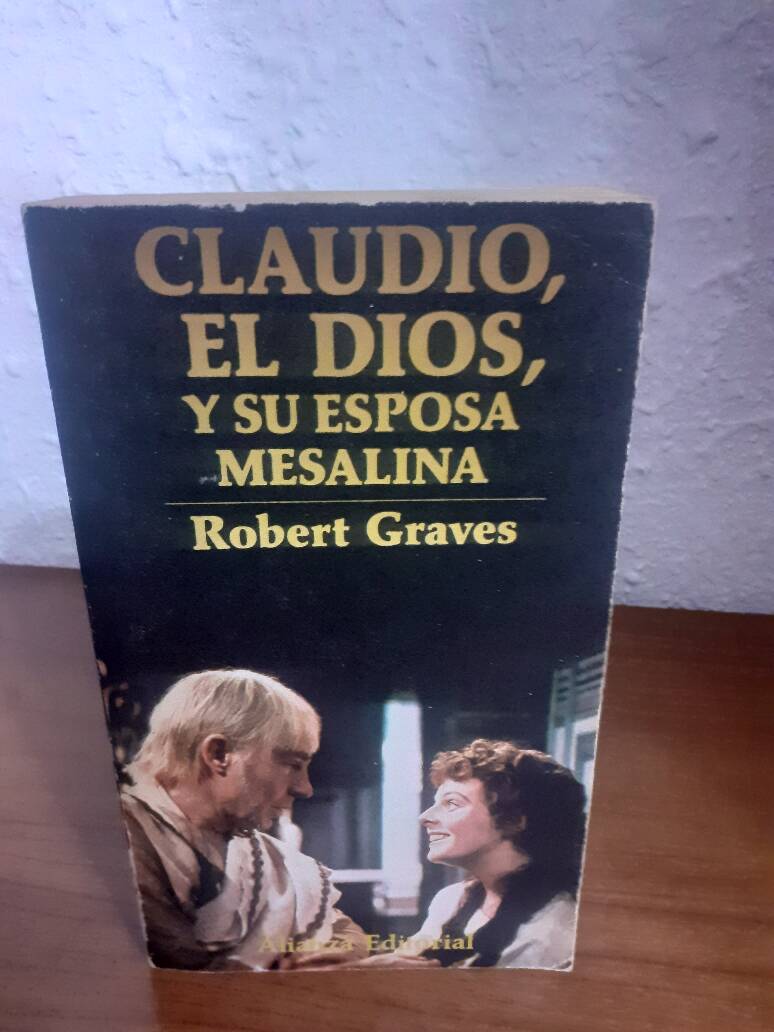 CLAUDIO,
EL DIOS,
Y SU ESPOSA
MESALINA
Robert Graves
Alianza Editorial